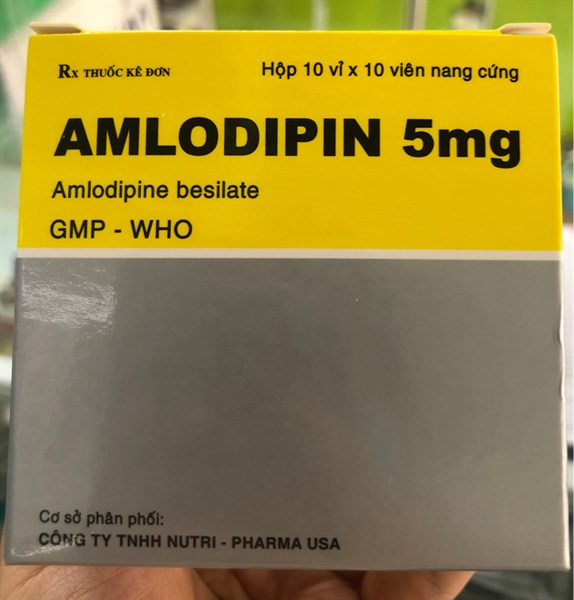 Rx THUỐC KÊ ĐƠN
Hộp 10 vỉ x 10 viên nang cứng
AMLODIPIN 5mg
Amlodipine besilate
GMP - WHO
Cơ sở phân phối:
CÔNG TY TNHH NUTRI - PHARMA USA